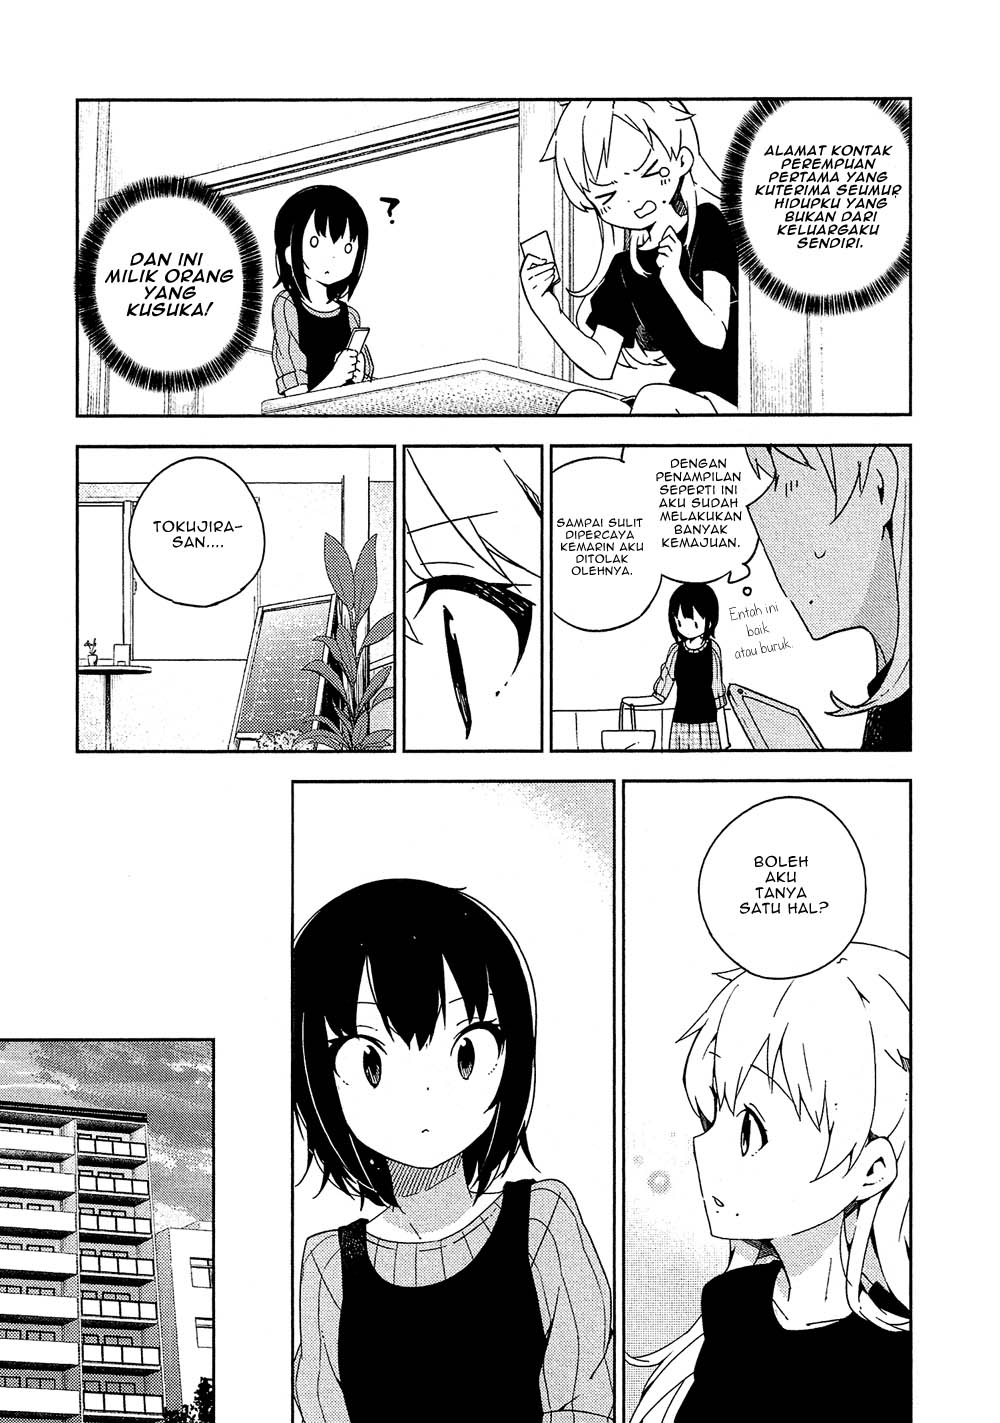 ALAMAT KONTAK
PEREMPUAN
PERTAMA YANG
KUTERIMA SEUMUR
HIDUPKU YANG
BUKAN DARI
KELUARGAKU
SENDIRI.
?
DAN INI
MILIK ORANG
YANG
KUSUKA!
DENGAN
PENAMPILAN
SEPERTI INI
AKU SUDAH
MELAKUKAN
BANYAK
KEMAJUAN.
SAMPAI SULIT
DIPERCAYA
KEMARIN AKU
DITOLAK
OLEHNYA.
Entah ini
baik
atau buruk.
TOKUJIRA-
SAN....
BOLEH
AKU
TANYA
SATU HAL?